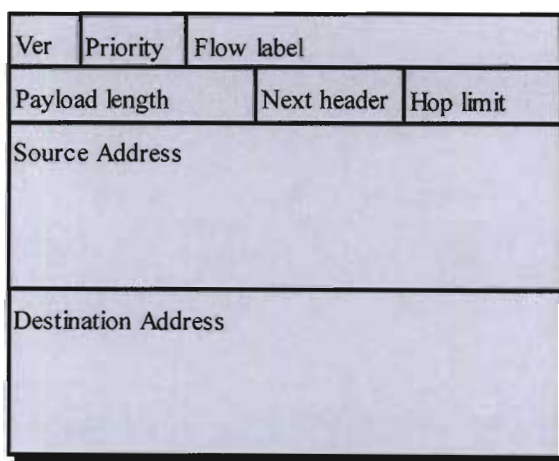 Ver Priority Flow label
Payload length Next header Hop limit
Source Address
Destination Address